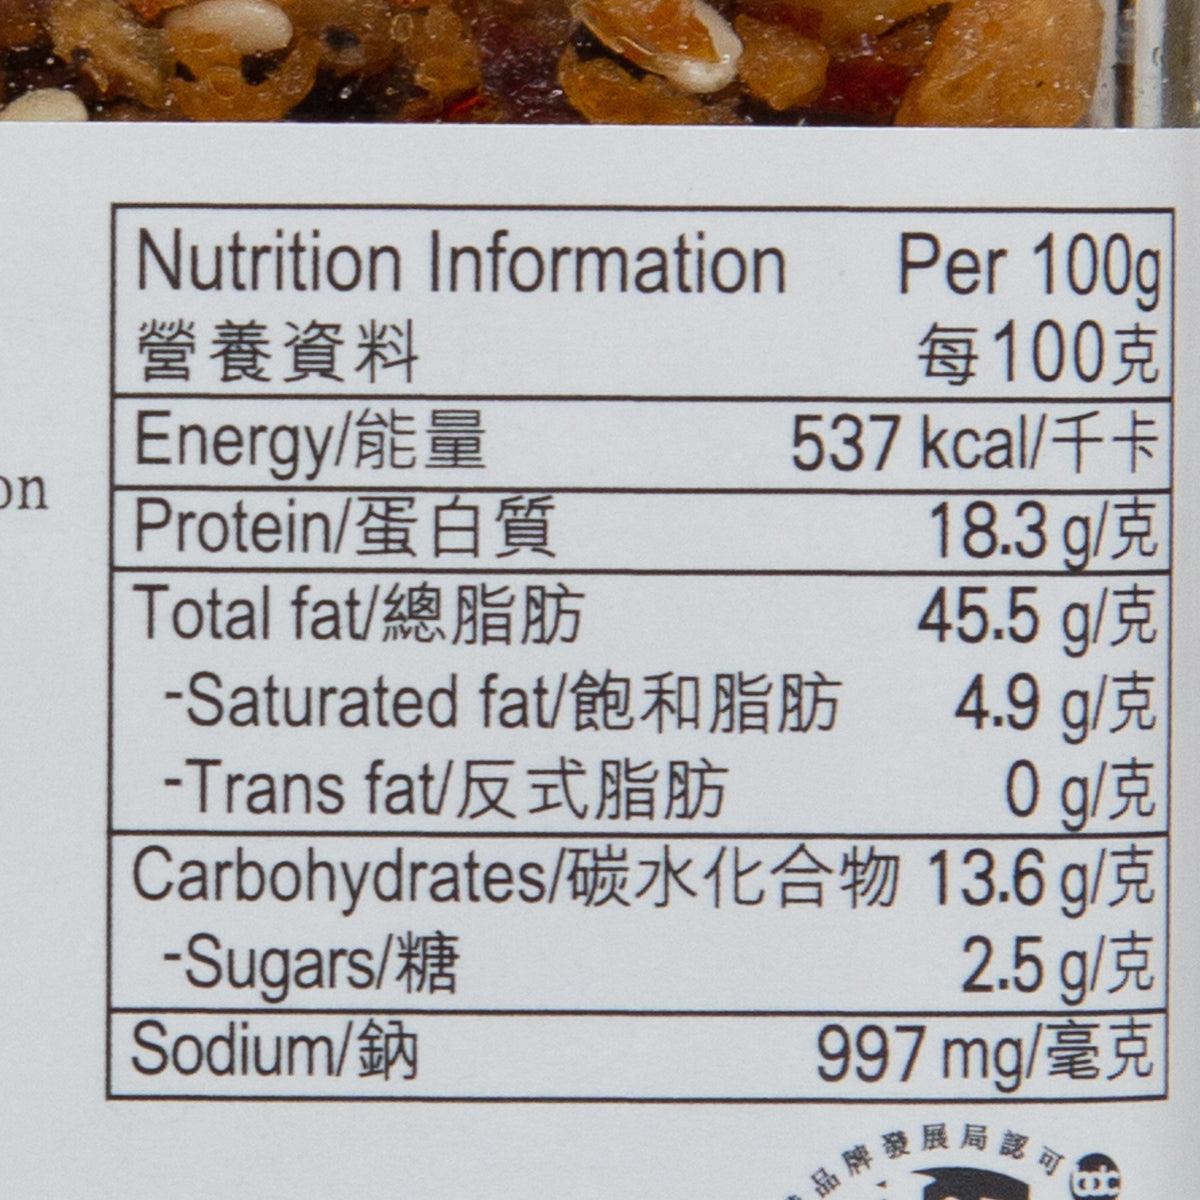 Nutrition Information Per 100g
營養資料 每100克
Energy/能量 537 kcal/千卡
on
Protein/蛋白質 18.3 g/克
Total fat/總脂肪 45.5 g/克
-Saturated fat/飽和脂肪 4.9 g/克
-Trans fat/反式脂肪 0 g/克
Carbohydrates/碳水化合物 13.6 g/克
-Sugars/糖 2.5 g/克
Sodium/鈉 997 mg/毫克
品牌發展局認可